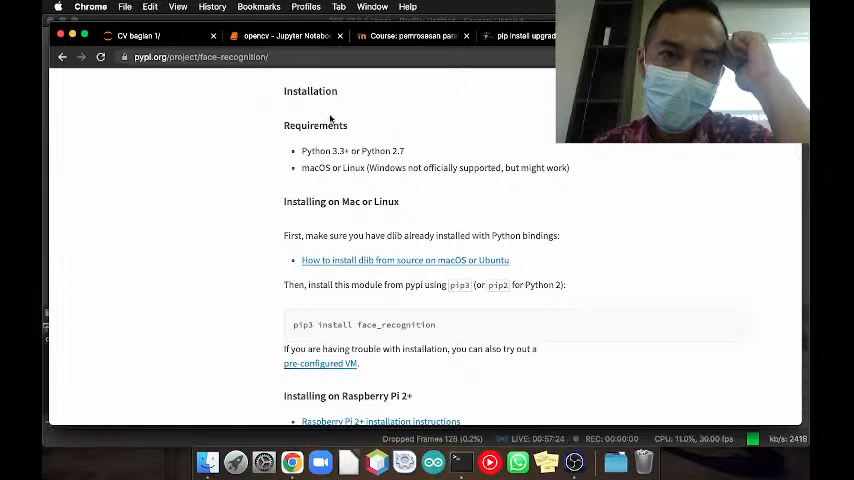 Chrome File Edit View History Bookmarks Profiles Tab Window Help
CV bagian 1/
opencv - Jupyter Notebo
Course: pemrosesan para
pip install upgrad
pypi.org/project/face-recognition/
Installation
Requirements
Python 3.3+ or Python 2.7
macOS or Linux (Windows not officially supported, but might work)
Installing on Mac or Linux
First, make sure you have dlib already installed with Python bindings:
How to install dlib from source on macOS or Ubuntu
Then, install this module from pypi using pip3 (or pip2 for Python 2):
pip3 install face_recognition
If you are having trouble with installation, you can also try out a
pre-configured VM.
Installing on Raspberry Pi 2+
Raspberry Pi 2+ installation instructions
Dropped Frames 128 (0.2%) LIVE: 00:57:24 REC: 00:00:00 CPU: 11.0%, 30.00 fps kb/s: 2418